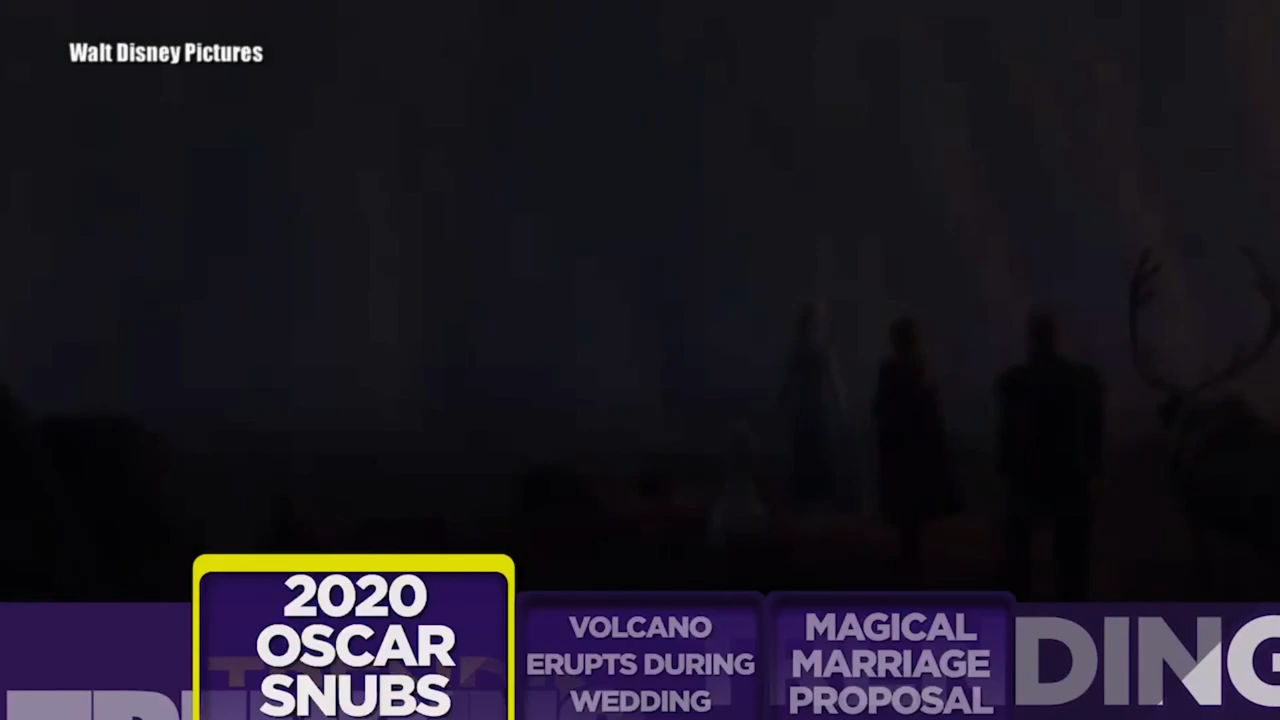 Walt Disney Pictures
2020
OSCAR
SNUBS
VOLCANO
ERUPTS DURING
WEDDING
MAGICAL
MARRIAGE
PROPOSAL
DING